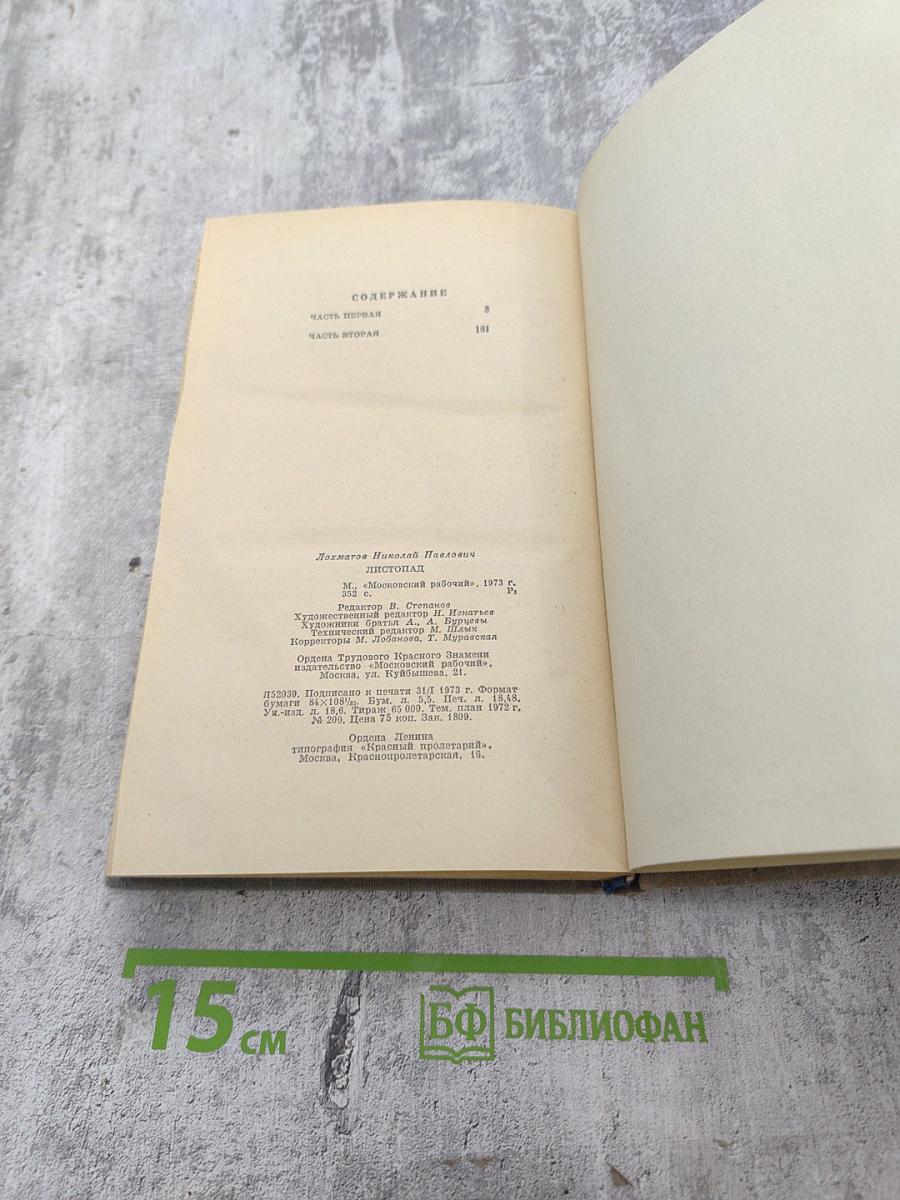 СОДЕРЖАНИЕ
ЧАСТЬ ПЕРВАЯ 3
ЧАСТЬ ВТОРАЯ 181
Лохматов Николай Павлович
ЛИСТОПАД
М., «Московский рабочий», 1973 г.
352 с. Р2
Редактор В. Степанов
Художественный редактор Н. Игнатьев
Художники братья А., А. Бурцевы
Технический редактор М. Шлык
Корректоры М. Лобанова, Т. Муравская
Ордена Трудового Красного Знамени
издательство «Московский рабочий»,
Москва, ул. Куйбышева, 21.
Л52039. Подписано к печати 31/I 1973 г. Формат
бумаги 84×108¹/₃₂. Бум. л. 5,5. Печ. л. 18,48.
Уч.-изд. л. 18,6. Тираж 65 000. Тем. план 1972 г.
№ 200. Цена 75 коп. Зак. 1809.
Ордена Ленина
типография «Красный пролетарий».
Москва, Краснопролетарская, 16.
15 см
БФ БИБЛИОФАН